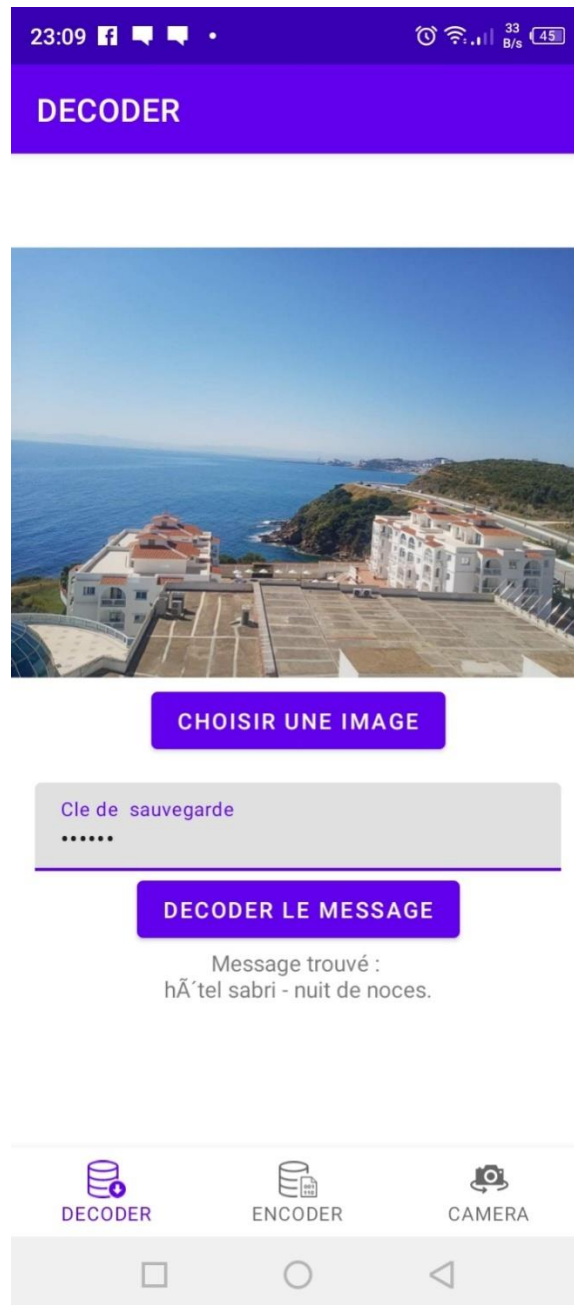 23:09
33
B/s
45
DECODER
CHOISIR UNE IMAGE
Cle de  sauvegarde
••••••
DECODER LE MESSAGE
Message trouvé :
hÃ´tel sabri - nuit de noces.
DECODER
ENCODER
CAMERA